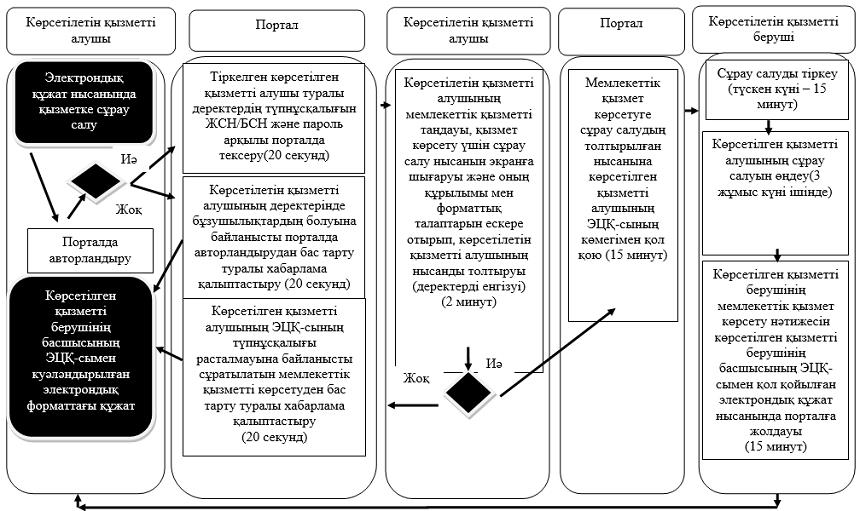 Көрсетілетін қызметті
алушы
Портал
Көрсетілетін қызметті
алушы
Портал
Көрсетілетін қызметті
беруші
Электрондық
құжат нысанында
қызметке сұрау
салу
Иә
Жоқ
Порталда
авторландыру
Көрсетілген
қызметті
берушінің
басшысының
ЭЦҚ-сымен
куәландырылған
электрондық
форматтағы құжат
Тіркелген көрсетілген
қызметті алушы туралы
деректердің түпнұсқалығын
ЖСН/БСН және пароль
арқылы порталда
тексеру(20 секунд)
Көрсетілетін қызметті
алушының деректерінде
бұзушылықтардың болуына
байланысты порталда
авторландырудан бас тарту
туралы хабарлама
қалыптастыру (20 секунд)
Көрсетілген қызметті
алушының ЭЦҚ-сының
түпнұсқалығы
расталмауына байланысты
сұратылатын мемлекеттік
қызметті көрсетуден бас
тарту туралы хабарлама
қалыптастыру
(20 секунд)
Көрсетілетін қызметті
алушының
мемлекеттік қызметті
таңдауы, қызмет
көрсету үшін сұрау
салу нысанын экранға
шығаруы және оның
құрылымы мен
форматтық
талаптарын ескере
отырып, көрсетілетін
қызметті алушының
нысанды толтыруы
(деректерді енгізуі)
(2 минут)
Жоқ
Иә
Мемлекеттік
қызмет
көрсетуге
сұрау салудың
толтырылған
нысанына
көрсетілген
қызметті
алушының
ЭЦҚ-сының
көмегімен қол
қою (15 минут)
Сұрау салуды тіркеу
(түскен күні – 15
минут)
Көрсетілген қызметті
алушының сұрау
салуын өңдеу(3
жұмыс күні ішінде)
Көрсетілген қызметті
берушінің
мемлекеттік қызмет
көрсету нәтижесін
көрсетілген қызметті
берушінің
басшысының ЭЦҚ-
сымен қол қойылған
электрондық құжат
нысанында порталға
жолдауы
(15 минут)